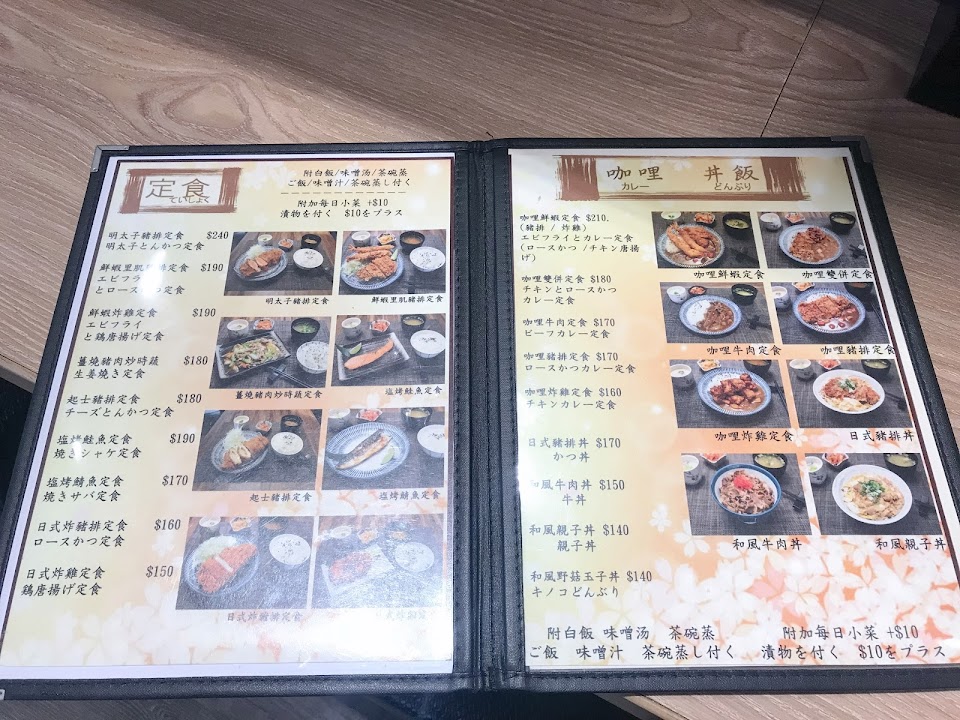 定食
ていしょく
附白飯/味噌汤/茶碗蒸
ご飯/味噌汁/茶碗蒸し付く
附加每日小菜 +$10
漬物を付く $10をプラス
明太子豬排定食 $240
明太子とんかつ定食
鮮蝦里肌豬排定食 $190
エビフライ
とロースかつ定食
鮮蝦炸雞定食 $190
エビフライ
と鶏唐揚げ定食
薑燒豬肉炒時蔬 $180
生姜焼き定食
起士豬排定食 $180
チーズとんかつ定食
塩烤鮭魚定食 $190
焼きシャケ定食
塩烤鯖魚定食 $170
焼きサバ定食
日式炸豬排定食 $160
ロースかつ定食
日式炸雞定食 $150
鶏唐揚げ定食
明太子豬排定食
鮮蝦里肌豬排定食
薑燒豬肉炒時蔬定食
塩烤鮭魚定食
起士豬排定食
塩烤鯖魚定食
日式炸豬排定食
咖哩 丼飯
カレー どんぶり
咖哩鮮蝦定食 $210.
(豬排 / 炸雞)
エビフライとカレー定食
(ロースかつ /チキン唐揚
げ)
咖哩雙併定食 $180
チキンとロースかつ
カレー定食
咖哩牛肉定食 $170
ビーフカレー定食
咖哩豬排定食 $170
ロースかつカレー定食
咖哩炸雞定食 $160
チキンカレー定食
日式豬排丼 $170
かつ丼
和風牛肉丼 $150
牛丼
和風親子丼 $140
親子丼
和風野菇玉子丼 $140
キノコどんぶり
咖哩鮮蝦定食
咖哩雙併定食
咖哩牛肉定食
咖哩豬排定食
咖哩炸雞定食
日式豬排丼
和風牛肉丼
和風親子丼
附白飯 味噌汤 茶碗蒸 附加每日小菜 +$10
ご飯 味噌汁 茶碗蒸し付く 漬物を付く $10をプラス